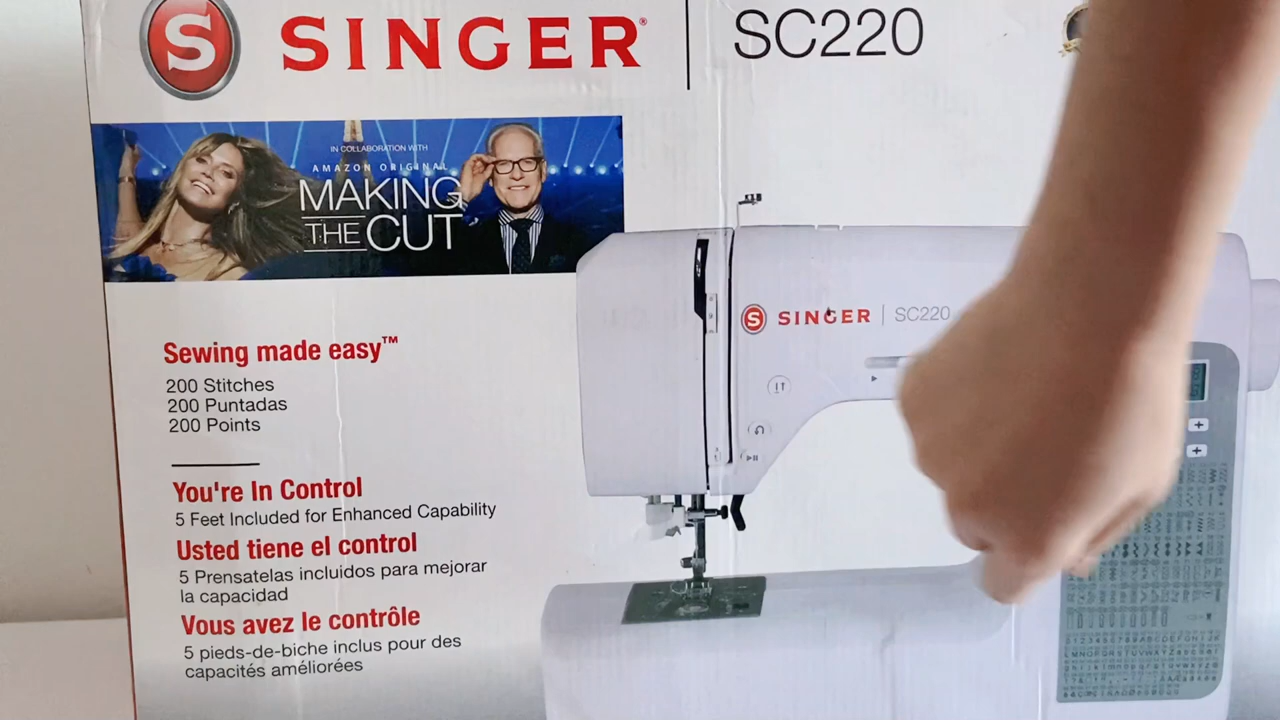 S SINGER® SC220
IN COLLABORATION WITH
AMAZON ORIGINAL
MAKING
THE CUT
S SINGER SC220
Sewing made easy™
200 Stitches
200 Puntadas
200 Points
You're In Control
5 Feet Included for Enhanced Capability
Usted tiene el control
5 Prensatelas incluidos para mejorar
la capacidad
Vous avez le contrôle
5 pieds-de-biche inclus pour des
capacités améliorées